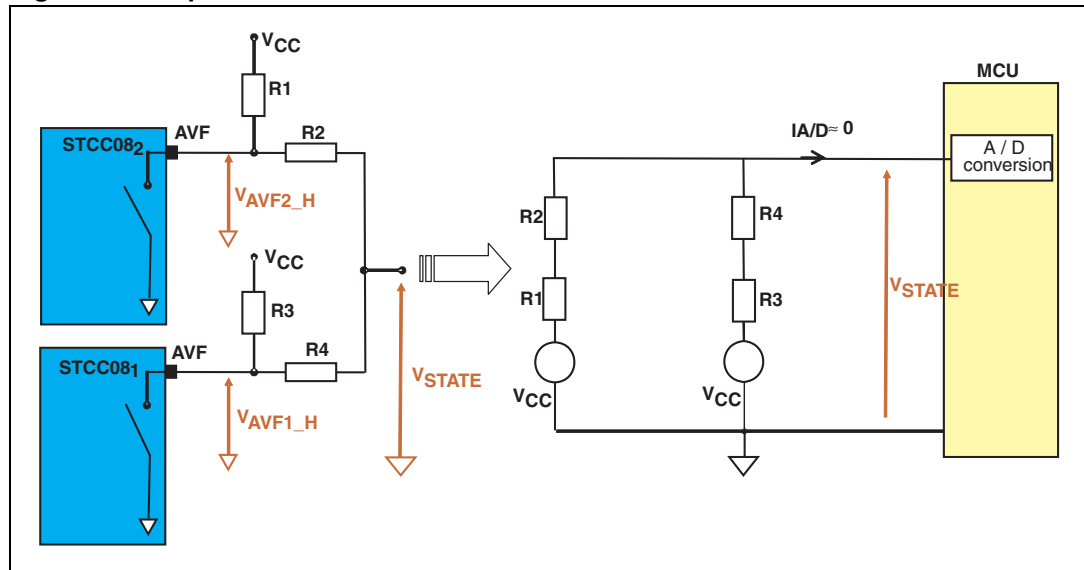 VCC
R1
STCC082
AVF
R2
VAVF2_H
VCC
R3
STCC081
AVF
R4
VAVF1_H
VSTATE
R2
R1
VCC
R4
R3
VCC
IA/D≈ 0
VSTATE
MCU
A / D
conversion